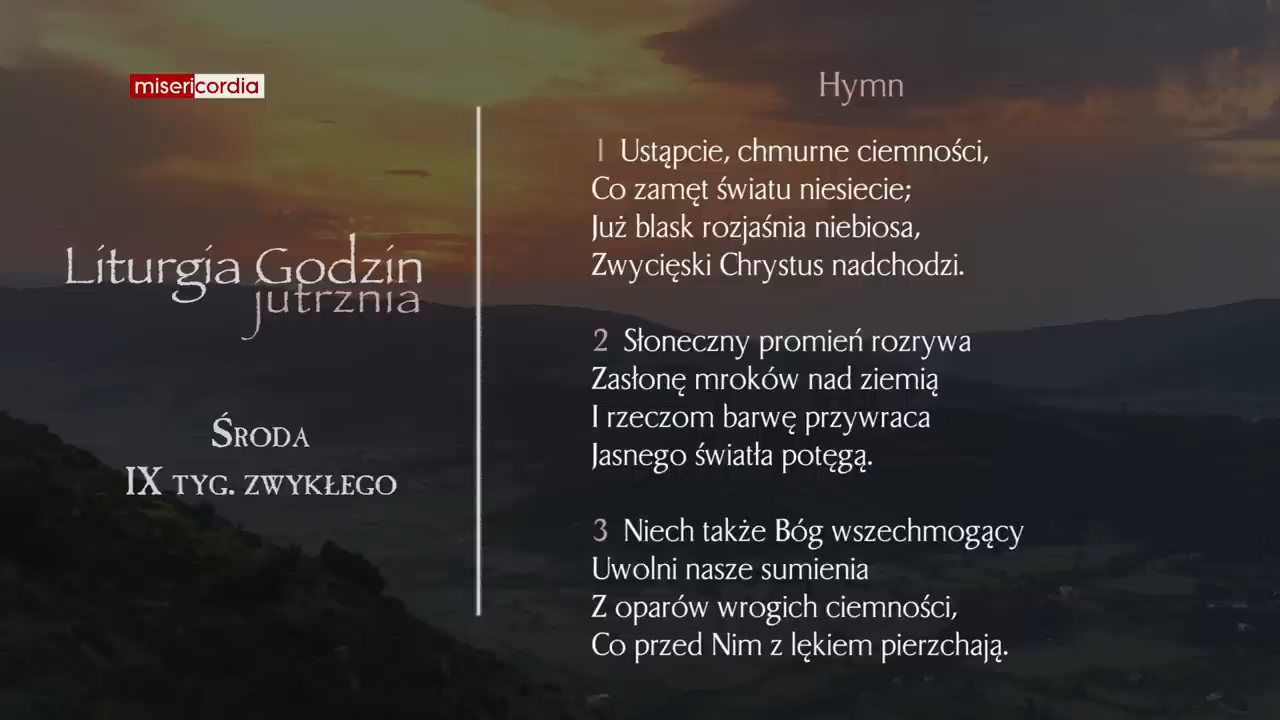 misericordia
Liturgia Godzin
jutrznia
Środa
IX tyg. zwykłego
Hymn
1 Ustąpcie, chmurne ciemności,
Co zamęt światu niesiecie;
Już blask rozjaśnia niebiosa,
Zwycięski Chrystus nadchodzi.
2 Słoneczny promień rozrywa
Zasłonę mroków nad ziemią
I rzeczom barwę przywraca
Jasnego światła potęgą.
3 Niech także Bóg wszechmogący
Uwolni nasze sumienia
Z oparów wrogich ciemności,
Co przed Nim z lękiem pierzchają.